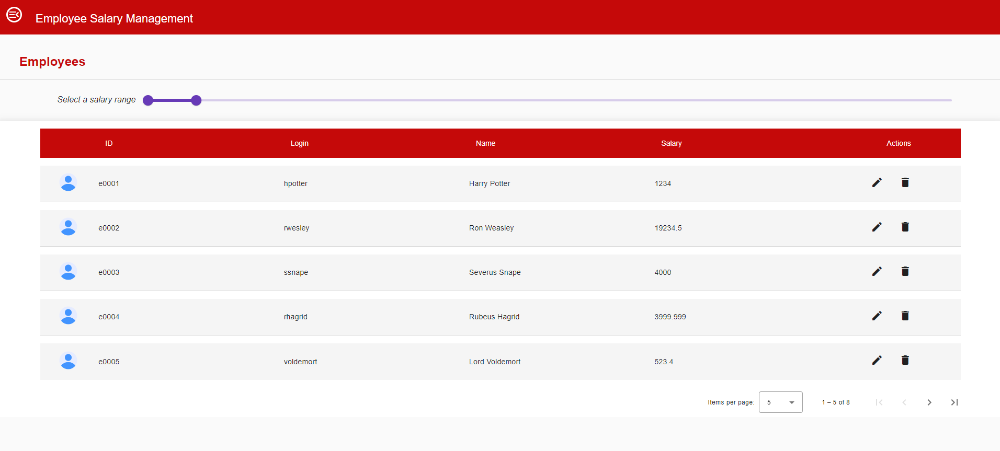 Employee Salary Management
Employees
Select a salary range
ID Login Name Salary Actions
e0001 hpotter Harry Potter 1234
e0002 rwesley Ron Weasley 19234.5
e0003 ssnape Severus Snape 4000
e0004 rhagrid Rubeus Hagrid 3999.999
e0005 voldemort Lord Voldemort 523.4
Items per page: 5 1 – 5 of 8